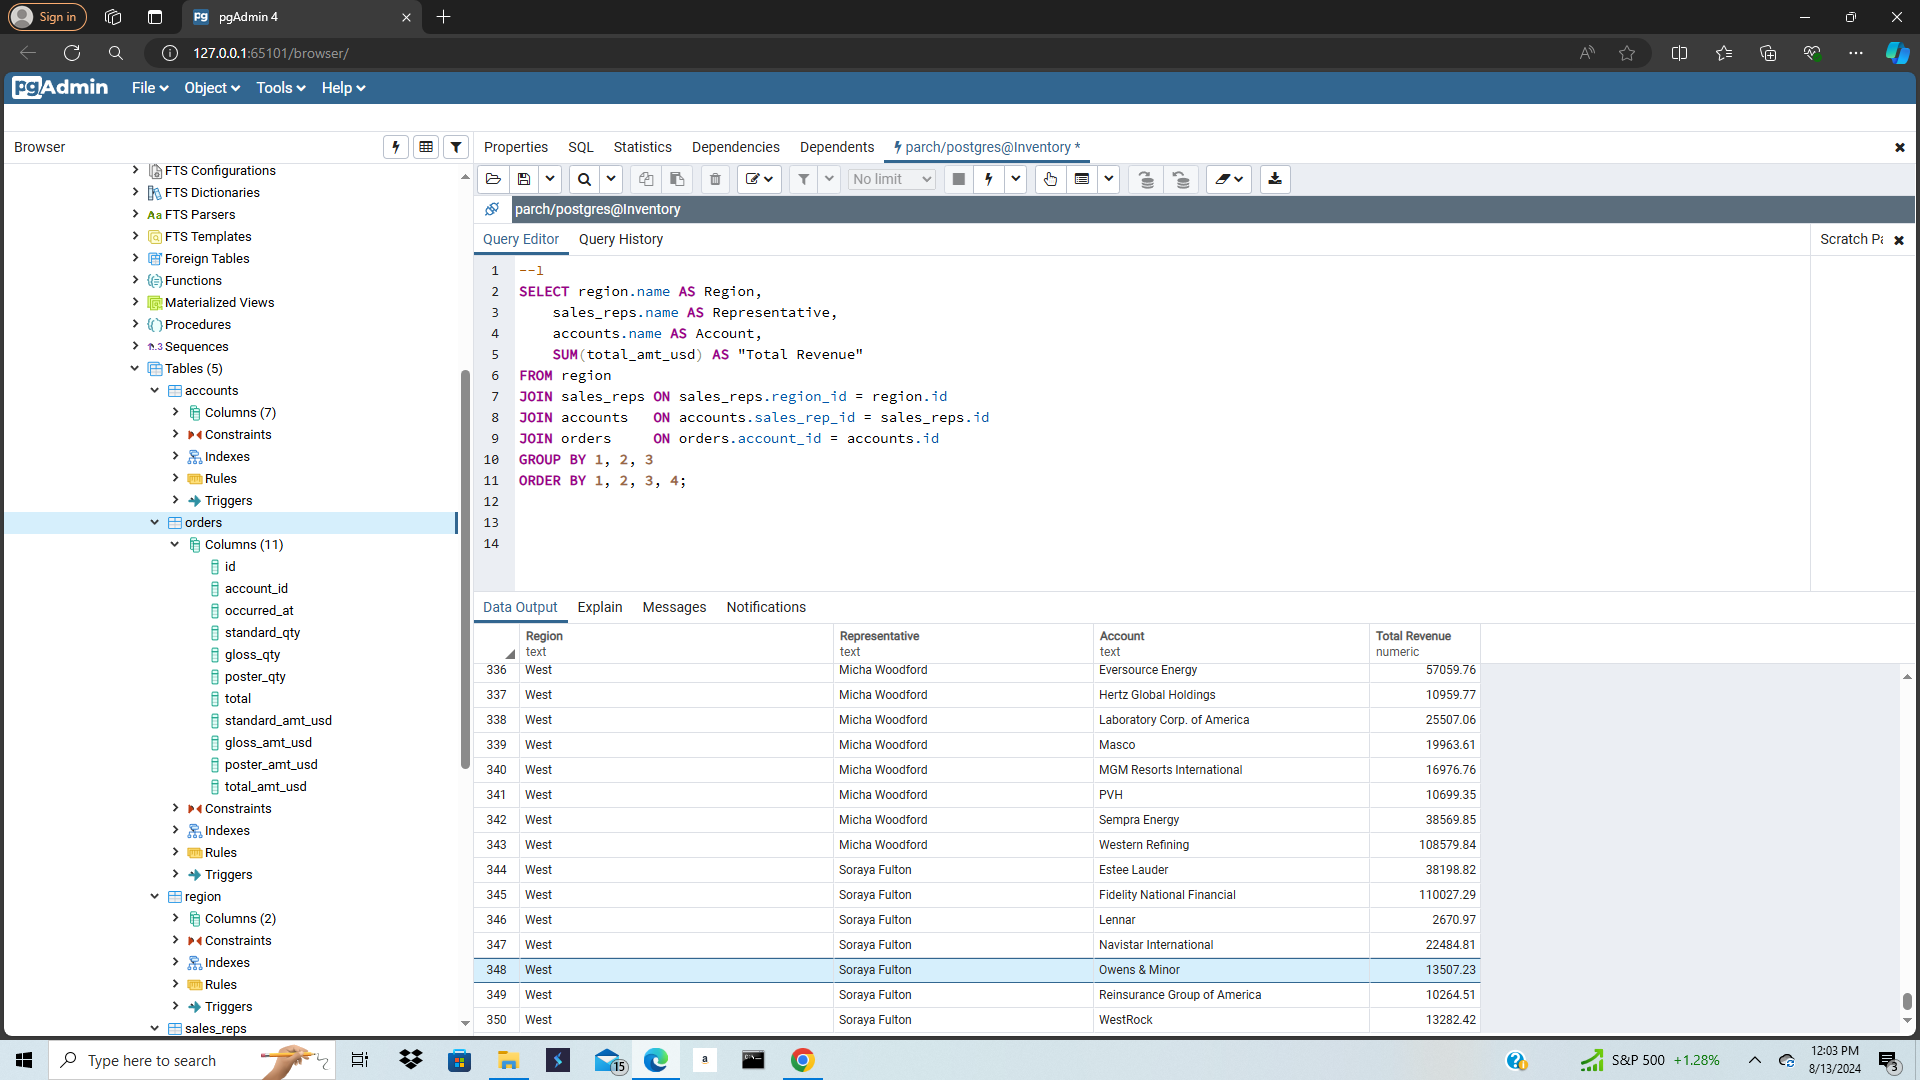 Sign in
pgAdmin 4
127.0.0.1:65101/browser/
pgAdmin File Object Tools Help
Browser
Properties SQL Statistics Dependencies Dependents parch/postgres@Inventory *
No limit
parch/postgres@Inventory
Query Editor Query History
Scratch Pa
FTS Configurations
FTS Dictionaries
Aa FTS Parsers
FTS Templates
Foreign Tables
Functions
Materialized Views
Procedures
1..3 Sequences
Tables (5)
accounts
Columns (7)
Constraints
Indexes
Rules
Triggers
orders
Columns (11)
id
account_id
occurred_at
standard_qty
gloss_qty
poster_qty
total
standard_amt_usd
gloss_amt_usd
poster_amt_usd
total_amt_usd
Constraints
Indexes
Rules
Triggers
region
Columns (2)
Constraints
Indexes
Rules
Triggers
sales_reps
1 --1
2 SELECT region.name AS Region,
3 sales_reps.name AS Representative,
4 accounts.name AS Account,
5 SUM(total_amt_usd) AS "Total Revenue"
6 FROM region
7 JOIN sales_reps ON sales_reps.region_id = region.id
8 JOIN accounts ON accounts.sales_rep_id = sales_reps.id
9 JOIN orders ON orders.account_id = accounts.id
10 GROUP BY 1, 2, 3
11 ORDER BY 1, 2, 3, 4;
12
13
14
Data Output Explain Messages Notifications
Region Representative Account Total Revenue
text text text numeric
336 West Micha Woodford Eversource Energy 57059.76
337 West Micha Woodford Hertz Global Holdings 10959.77
338 West Micha Woodford Laboratory Corp. of America 25507.06
339 West Micha Woodford Masco 19963.61
340 West Micha Woodford MGM Resorts International 16976.76
341 West Micha Woodford PVH 10699.35
342 West Micha Woodford Sempra Energy 38569.85
343 West Micha Woodford Western Refining 108579.84
344 West Soraya Fulton Estee Lauder 38198.82
345 West Soraya Fulton Fidelity National Financial 110027.29
346 West Soraya Fulton Lennar 2670.97
347 West Soraya Fulton Navistar International 22484.81
348 West Soraya Fulton Owens & Minor 13507.23
349 West Soraya Fulton Reinsurance Group of America 10264.51
350 West Soraya Fulton WestRock 13282.42
Type here to search
15
a
S&P 500 +1.28%
12:03 PM
8/13/2024
3